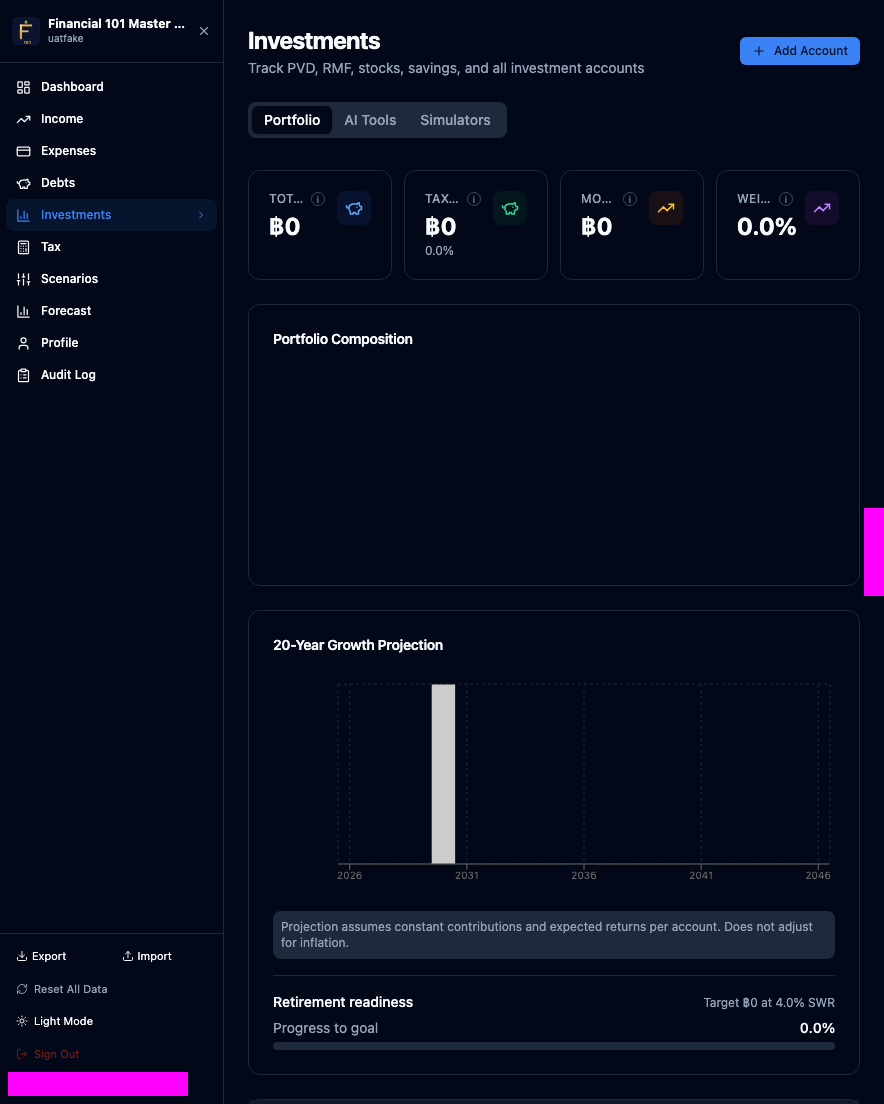 Financial 101 Master ...
uatfake
Dashboard
Income
Expenses
Debts
Investments
Tax
Scenarios
Forecast
Profile
Audit Log
Export
Import
Reset All Data
Light Mode
Sign Out
Investments
Track PVD, RMF, stocks, savings, and all investment accounts
Add Account
Portfolio
AI Tools
Simulators
TOT...
฿0
TAX...
฿0
0.0%
MO...
฿0
WEI...
0.0%
Portfolio Composition
20-Year Growth Projection
2026
2031
2036
2041
2046
Projection assumes constant contributions and expected returns per account. Does not adjust
for inflation.
Retirement readiness
Target ฿0 at 4.0% SWR
Progress to goal
0.0%